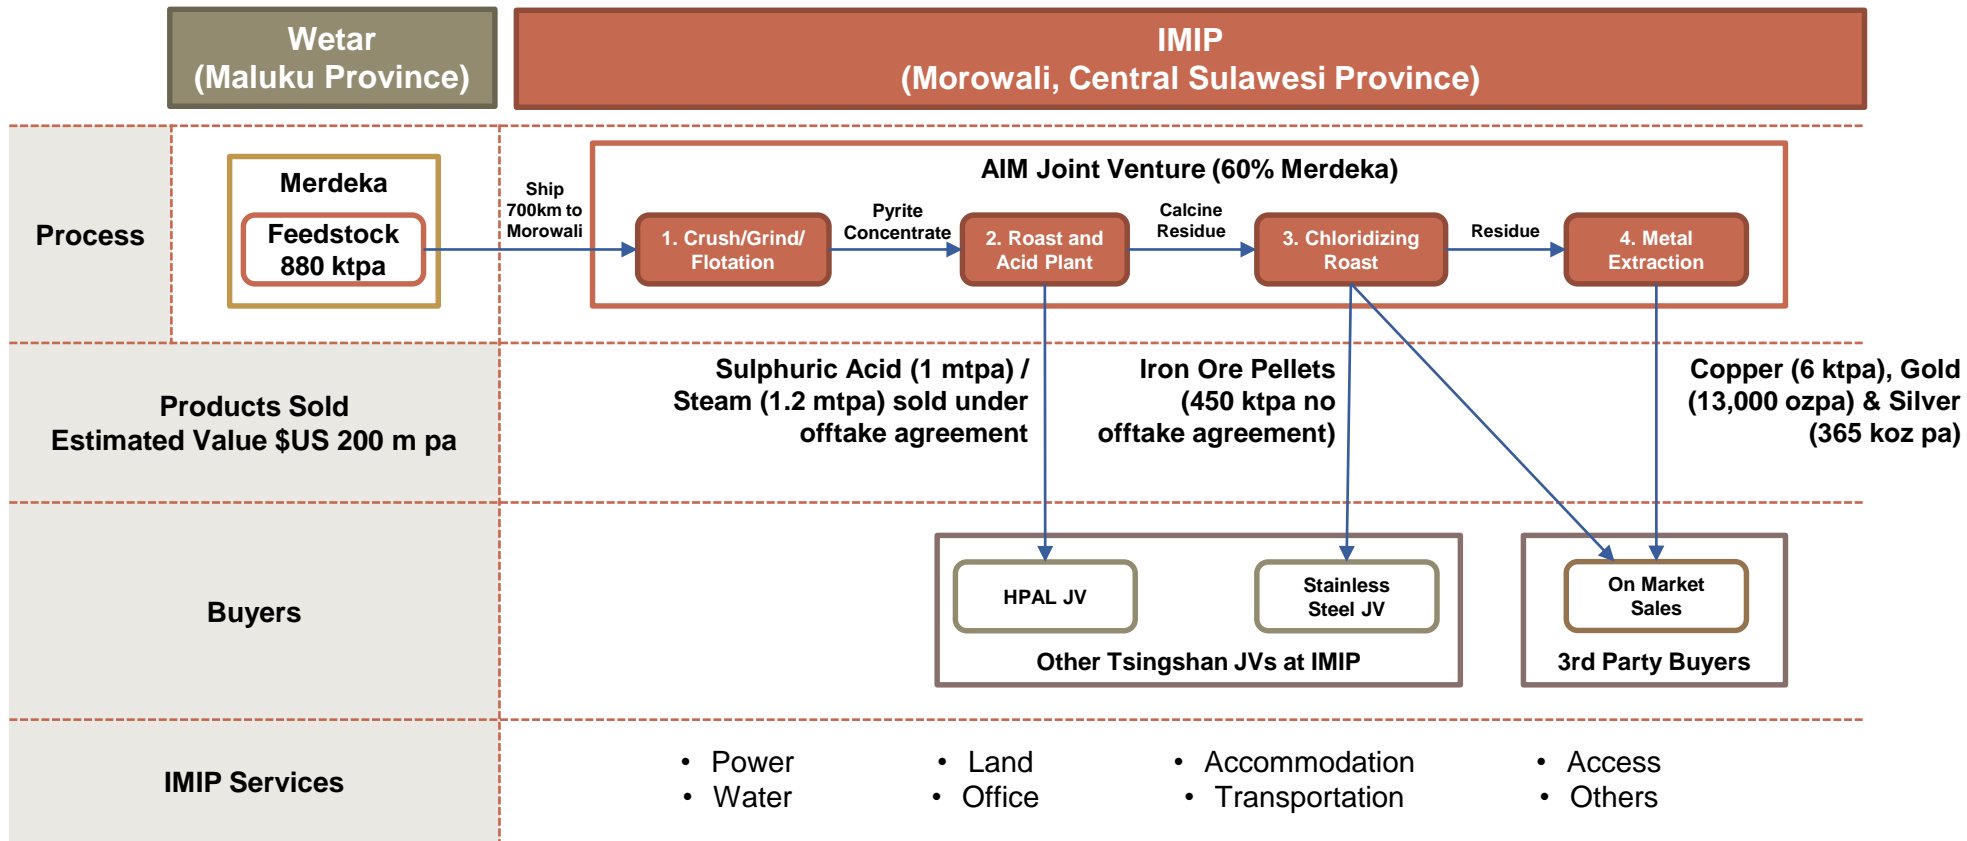 Wetar
(Maluku Province)
IMIP
(Morowali, Central Sulawesi Province)
Process
Merdeka
Feedstock
880 ktpa
Ship
700km to
Morowali
AIM Joint Venture (60% Merdeka)
1. Crush/Grind/
Flotation
Pyrite
Concentrate
2. Roast and
Acid Plant
Calcine
Residue
3. Chloridizing
Roast
Residue
4. Metal
Extraction
Products Sold
Estimated Value $US 200 m pa
Sulphuric Acid (1 mtpa) /
Steam (1.2 mtpa) sold under
offtake agreement
Iron Ore Pellets
(450 ktpa no
offtake agreement)
Copper (6 ktpa), Gold
(13,000 ozpa) & Silver
(365 koz pa)
Buyers
HPAL JV
Stainless
Steel JV
Other Tsingshan JVs at IMIP
On Market
Sales
3rd Party Buyers
IMIP Services
• Power
• Water
• Land
• Office
• Accommodation
• Transportation
• Access
• Others